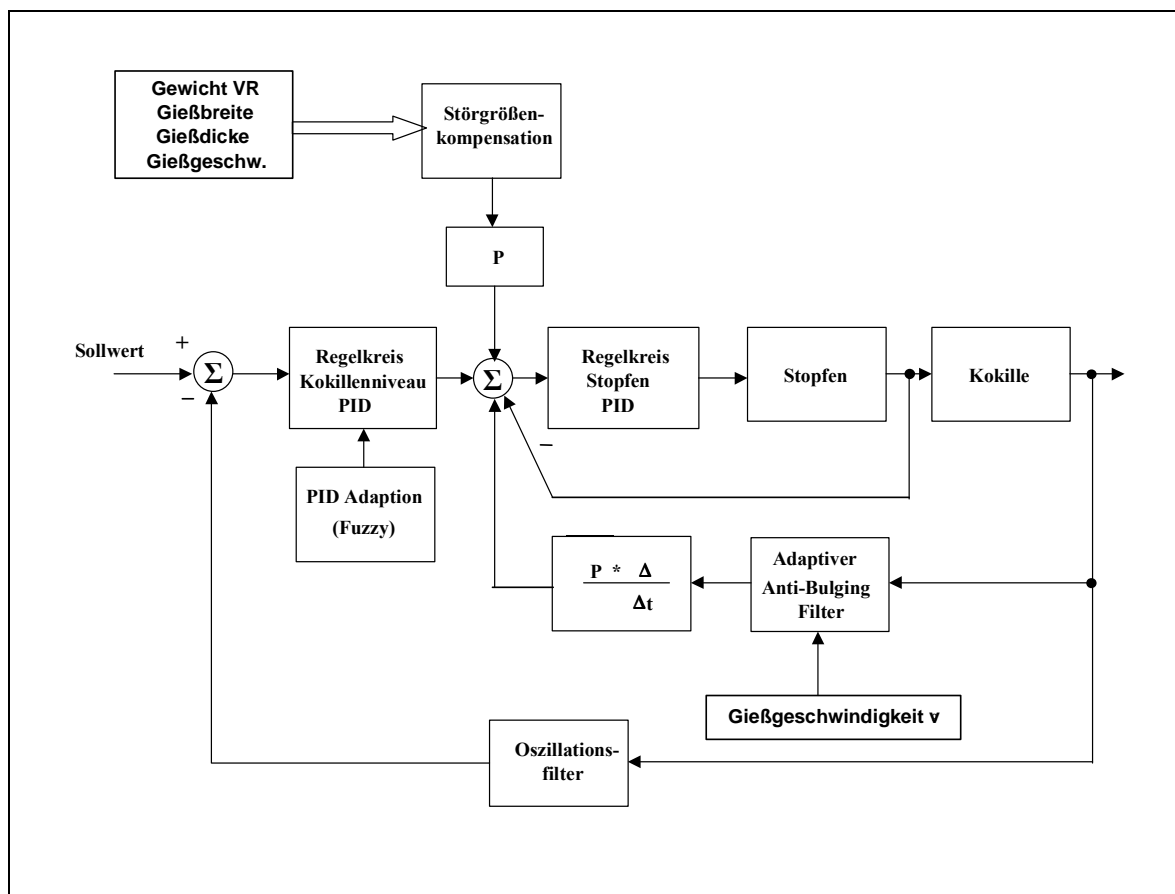 Gewicht VR
Gießbreite
Gießdicke
Gießgeschw.
Störgrößen-
kompensation
P
Sollwert
+
−
Σ
Regelkreis
Kokillenniveau
PID
Σ
−
Regelkreis
Stopfen
PID
Stopfen
Kokille
PID Adaption
(Fuzzy)
P * Δ
Δt
Adaptiver
Anti-Bulging
Filter
Gießgeschwindigkeit v
Oszillations-
filter